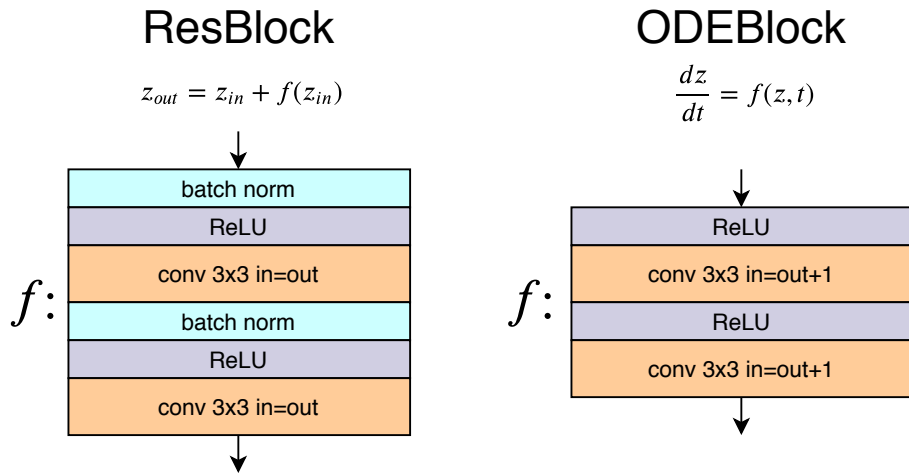 ResBlock
z_out = z_in + f(z_in)
f:
batch norm
ReLU
conv 3x3 in=out
batch norm
ReLU
conv 3x3 in=out
ODEBlock
dz/dt = f(z, t)
f:
ReLU
conv 3x3 in=out+1
ReLU
conv 3x3 in=out+1